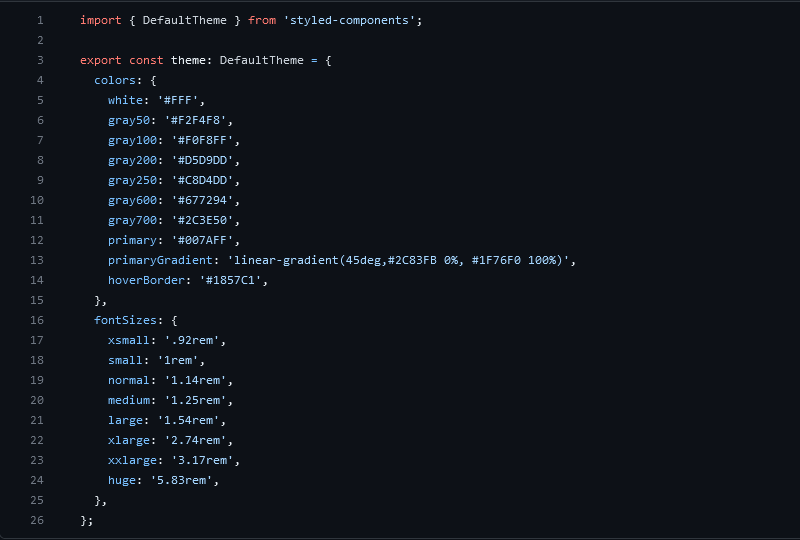 1 import { DefaultTheme } from 'styled-components';
2
3 export const theme: DefaultTheme = {
4 colors: {
5 white: '#FFF',
6 gray50: '#F2F4F8',
7 gray100: '#F0F8FF',
8 gray200: '#D5D9DD',
9 gray250: '#C8D4DD',
10 gray600: '#677294',
11 gray700: '#2C3E50',
12 primary: '#007AFF',
13 primaryGradient: 'linear-gradient(45deg,#2C83FB 0%, #1F76F0 100%)',
14 hoverBorder: '#1857C1',
15 },
16 fontSizes: {
17 xsmall: '.92rem',
18 small: '1rem',
19 normal: '1.14rem',
20 medium: '1.25rem',
21 large: '1.54rem',
22 xlarge: '2.74rem',
23 xxlarge: '3.17rem',
24 huge: '5.83rem',
25 },
26 };